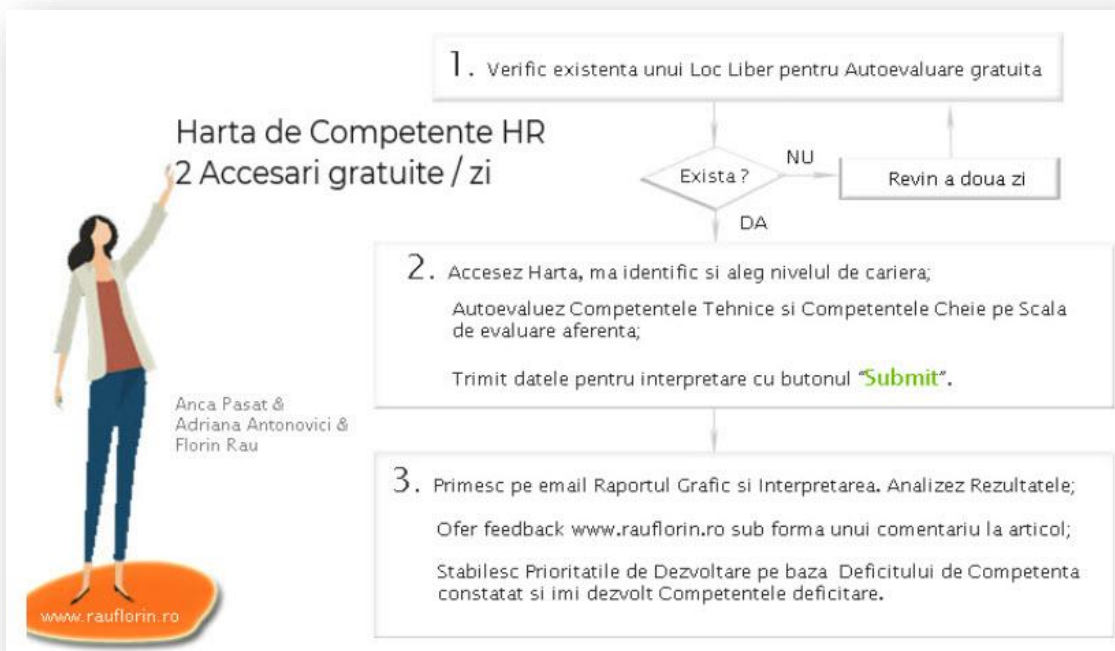 Harta de Competente HR
2 Accesari gratuite / zi
Anca Pasat &
Adriana Antonovici &
Florin Rau
www.rauflorin.ro
1. Verific existenta unui Loc Liber pentru Autoevaluare gratuita
Exista ?
NU
Revin a doua zi
DA
2. Accesez Harta, ma identific si aleg nivelul de cariera;
Autoevaluez Competentele Tehnice si Competentele Cheie pe Scala
de evaluare aferenta;
Trimit datele pentru interpretare cu butonul "Submit".
3. Primesc pe email Raportul Grafic si Interpretarea. Analizez Rezultatele;
Ofer feedback www.rauflorin.ro sub forma unui comentariu la articol;
Stabilesc Prioritatile de Dezvoltare pe baza Deficitului de Competenta
constatat si imi dezvolt Competentele deficitare.